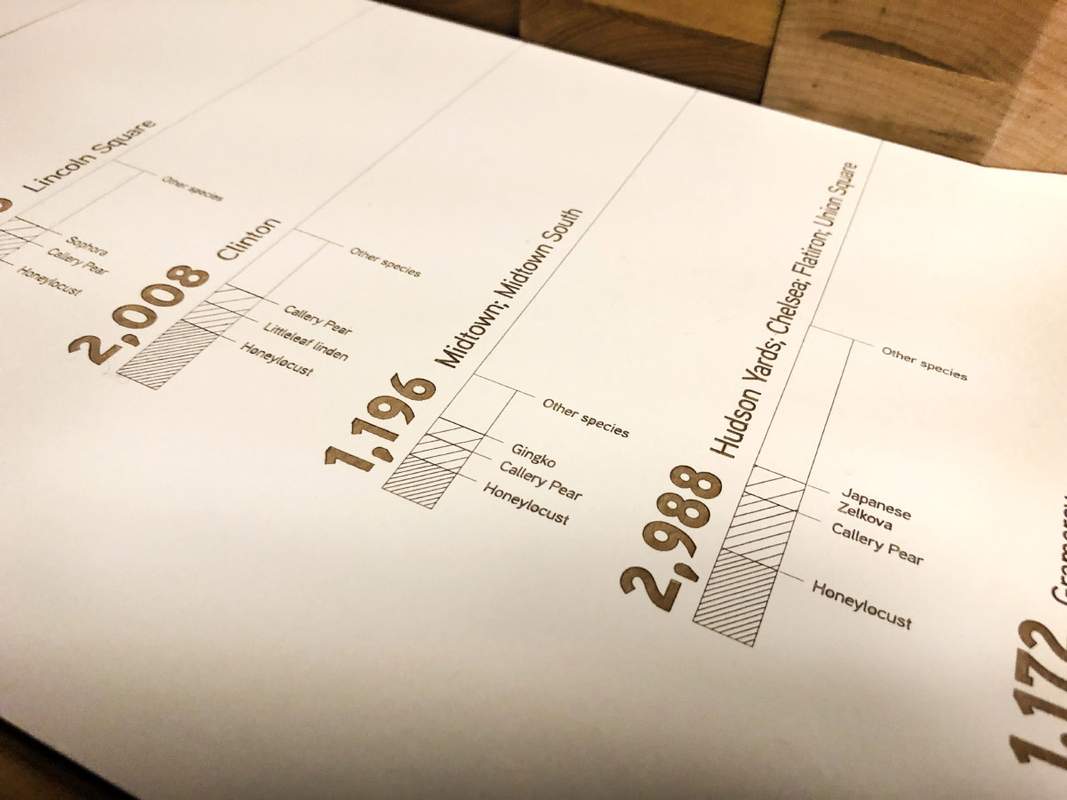 Lincoln Square
Other species
Sophora
Callery Pear
Honeylocust
2,008 Clinton
Other species
Callery Pear
Littleleaf linden
Honeylocust
1,196 Midtown; Midtown South
Other species
Gingko
Callery Pear
Honeylocust
2,988 Hudson Yards; Chelsea; Flatiron; Union Square
Other species
Japanese
Zelkova
Callery Pear
Honeylocust
1,172